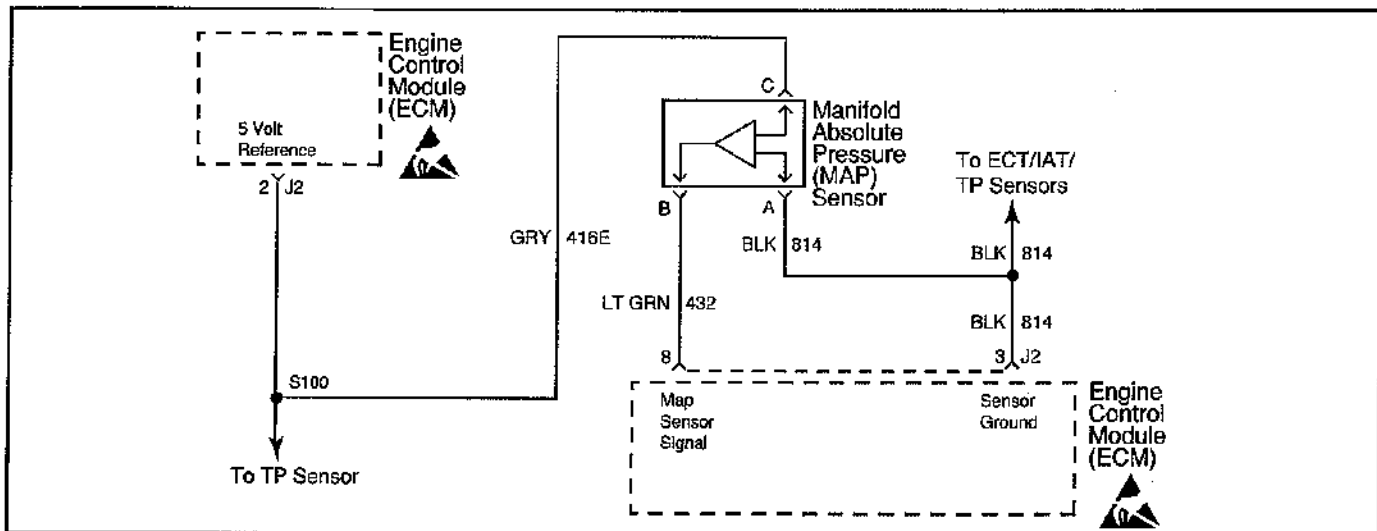 Engine
Control
Module
(ECM)
5 Volt
Reference
2 J2
S100
To TP Sensor
GRY 416E
C
Manifold
Absolute
Pressure
(MAP)
Sensor
B
A
LT GRN 432
BLK 814
To ECT/IAT/
TP Sensors
BLK 814
BLK 814
8
3 J2
Map
Sensor
Signal
Sensor
Ground
Engine
Control
Module
(ECM)